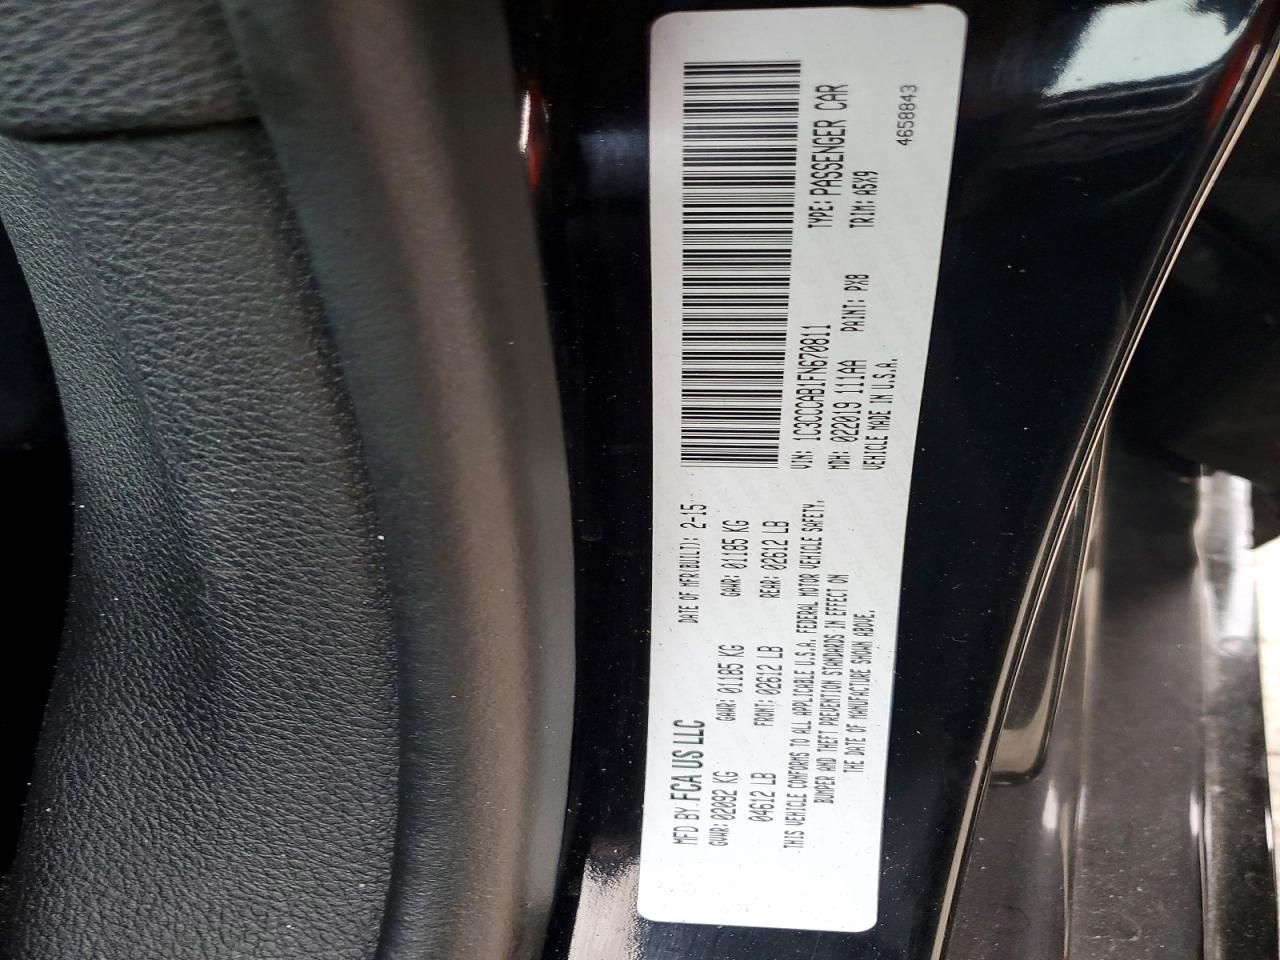 MFD BY: FCA US LLC DATE OF MFR(BUILT): 2-15
GVWR: 02092 KG GAWR: 01185 KG GAWR: 01185 KG
04612 LB FRONT: 02612 LB REAR: 02612 LB
THIS VEHICLE CONFORMS TO ALL APPLICABLE U.S.A. FEDERAL MOTOR VEHICLE SAFETY,
BUMPER AND THEFT PREVENTION STANDARDS IN EFFECT ON
THE DATE OF MANUFACTURE SHOWN ABOVE.
VIN: 1C3CCCAB1FN670811 TYPE: PASSENGER CAR
MDH: 022019 111AA PAINT: PX8 TRIM: A5X9
VEHICLE MADE IN U.S.A.
4658843